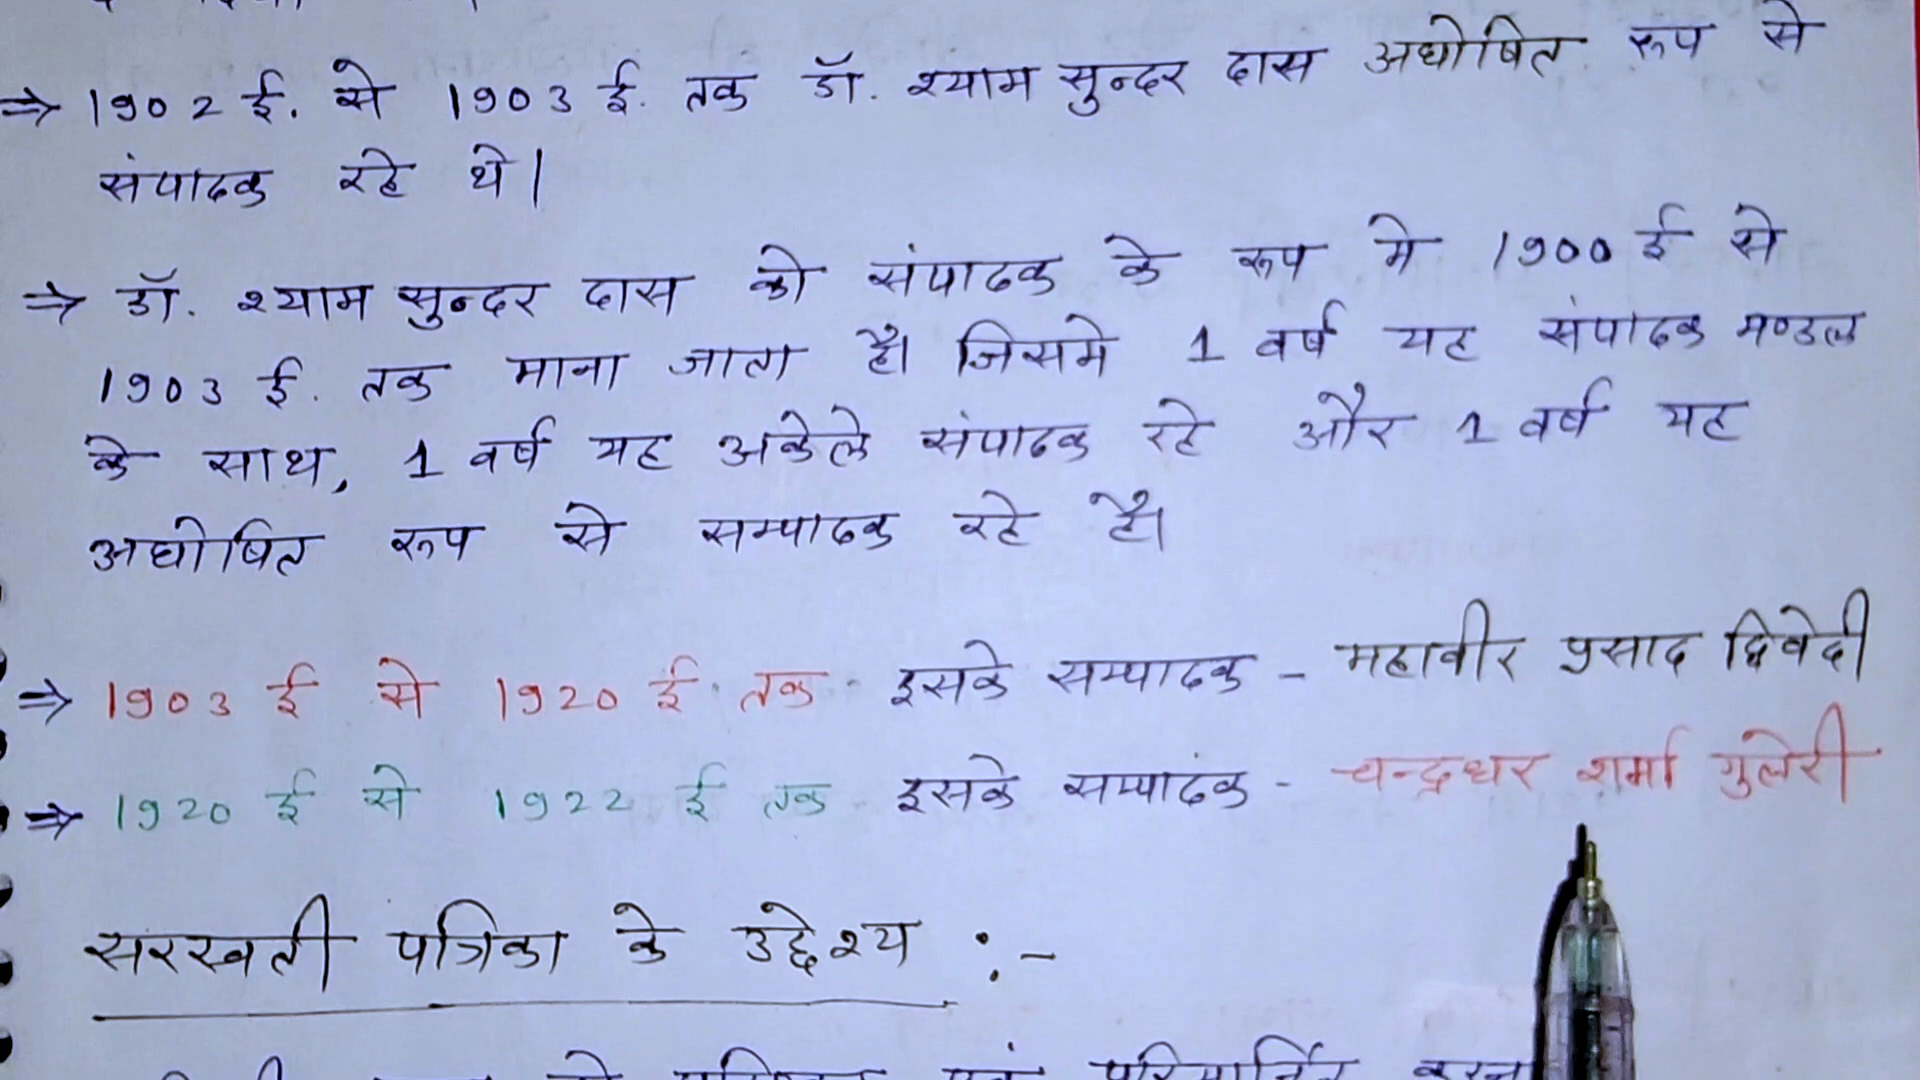 ⇒ 1902 ई. से 1903 ई. तक डॉ. श्याम सुन्दर दास अघोषित रूप से
संपादक रहे थे।
⇒ डॉ. श्याम सुन्दर दास को संपादक के रूप मे 1900 ई से
1903 ई. तक माना जाता है। जिसमे 1 वर्ष यह संपादक मण्डल
के साथ, 1 वर्ष यह अकेले संपादक रहे और 1 वर्ष यह
अघोषित रूप से सम्पादक रहे है।
⇒ 1903 ई से 1920 ई. तक इसके सम्पादक - महावीर प्रसाद द्विवेदी
⇒ 1920 ई से 1922 ई तक इसके सम्पादक - चन्द्रधर शर्मा गुलेरी
सरस्वती पत्रिका के उद्देश्य :-